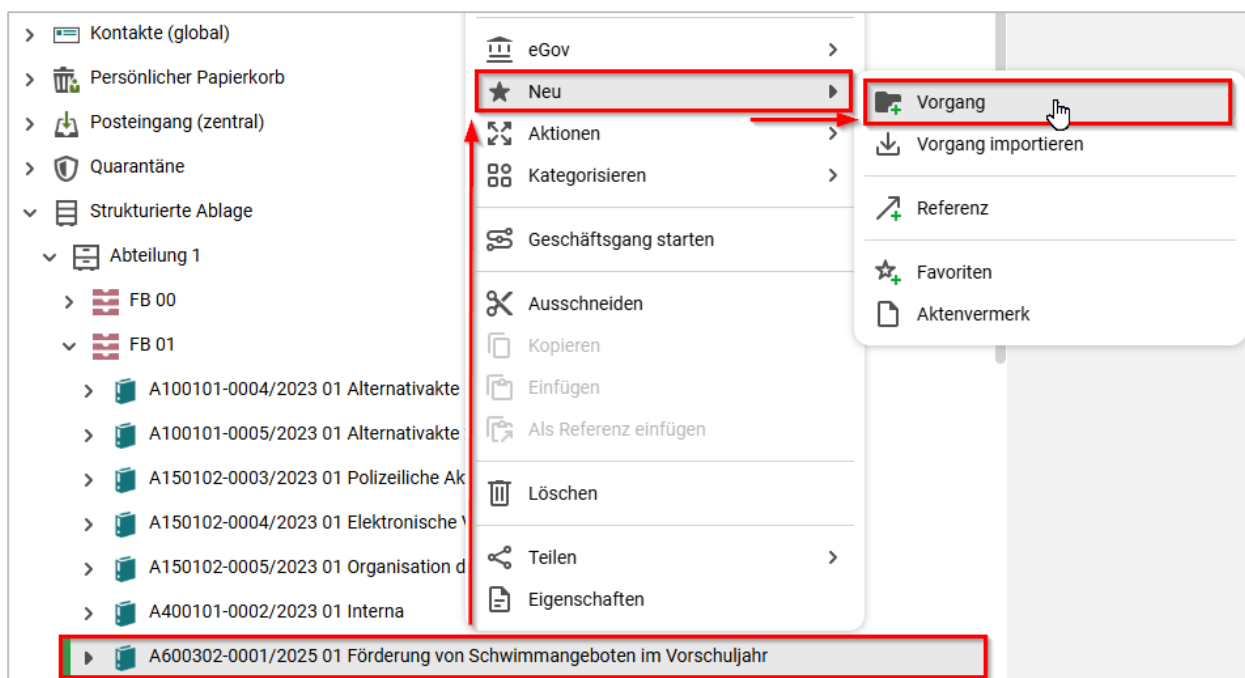 Kontakte (global)
Persönlicher Papierkorb
Posteingang (zentral)
Quarantäne
Strukturierte Ablage
Abteilung 1
FB 00
FB 01
A100101-0004/2023 01 Alternativakte
A100101-0005/2023 01 Alternativakte
A150102-0003/2023 01 Polizeiliche Ak
A150102-0004/2023 01 Elektronische
A150102-0005/2023 01 Organisation d
A400101-0002/2023 01 Interna
A600302-0001/2025 01 Förderung von Schwimmangeboten im Vorschuljahr
eGov
Neu
Aktionen
Kategorisieren
Geschäftsgang starten
Ausschneiden
Kopieren
Einfügen
Als Referenz einfügen
Löschen
Teilen
Eigenschaften
Vorgang
Vorgang importieren
Referenz
Favoriten
Aktenvermerk